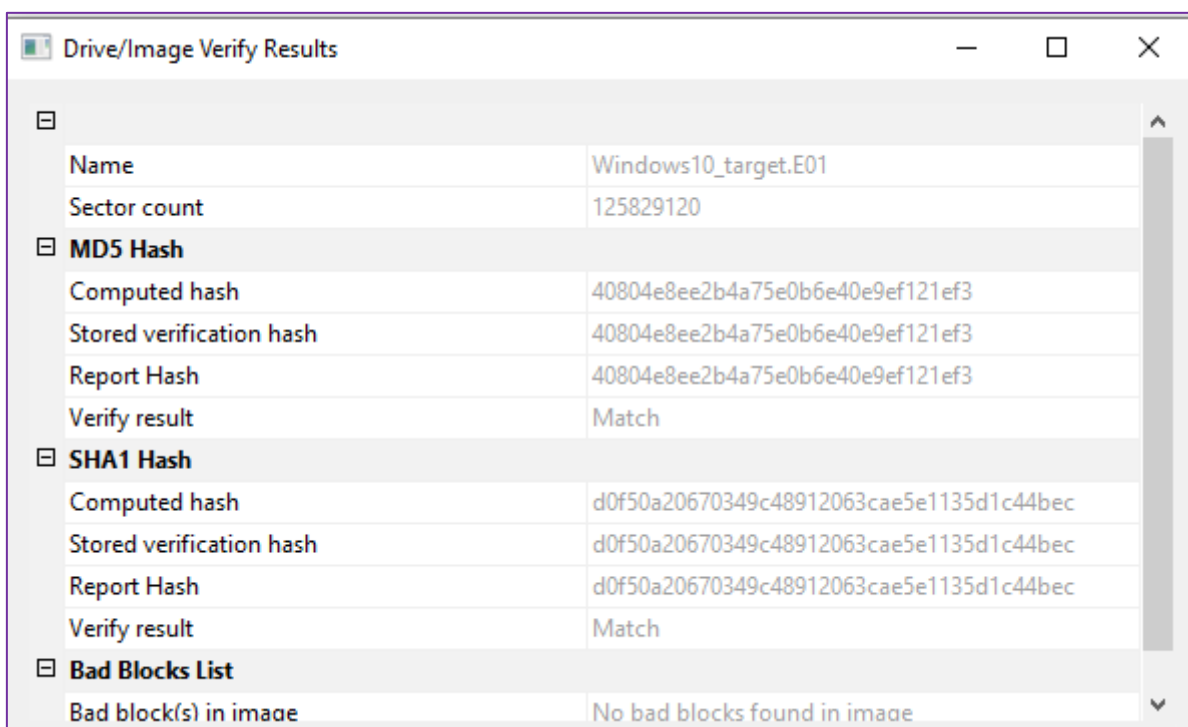 Drive/Image Verify Results
Name Windows10_target.E01
Sector count 125829120
MD5 Hash
Computed hash 40804e8ee2b4a75e0b6e40e9ef121ef3
Stored verification hash 40804e8ee2b4a75e0b6e40e9ef121ef3
Report Hash 40804e8ee2b4a75e0b6e40e9ef121ef3
Verify result Match
SHA1 Hash
Computed hash d0f50a20670349c48912063cae5e1135d1c44bec
Stored verification hash d0f50a20670349c48912063cae5e1135d1c44bec
Report Hash d0f50a20670349c48912063cae5e1135d1c44bec
Verify result Match
Bad Blocks List
Bad block(s) in image No bad blocks found in image